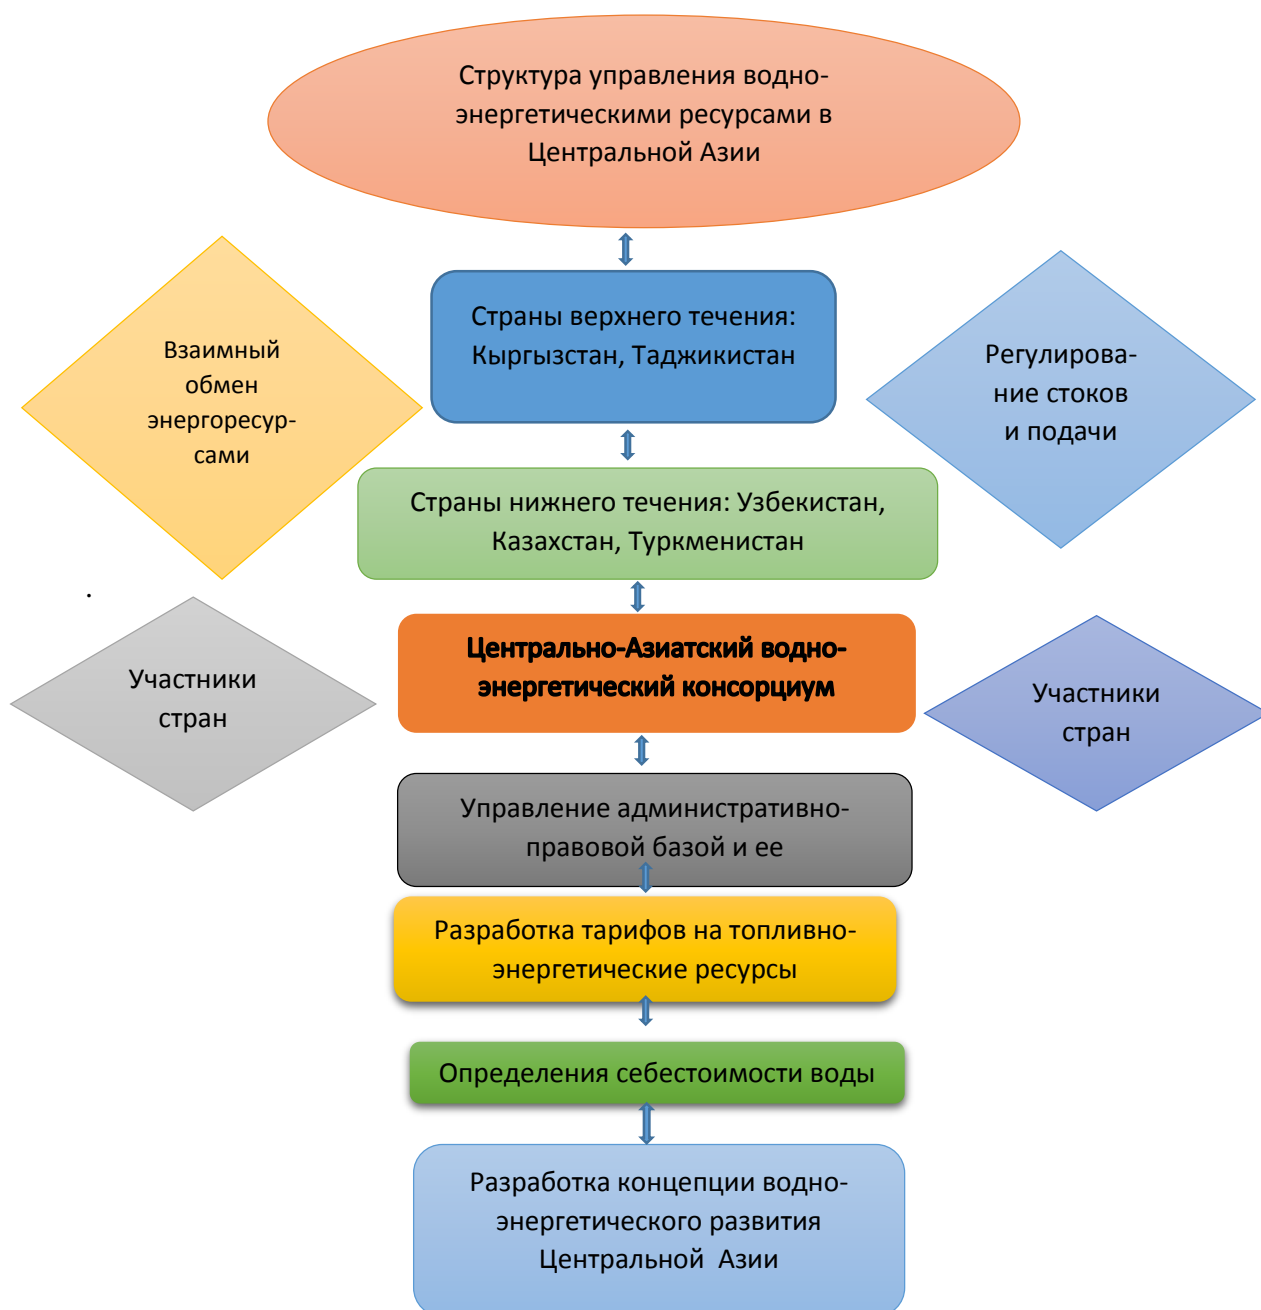 Структура управления водно-
энергетическими ресурсами в
Центральной Азии
Страны верхнего течения:
Кыргызстан, Таджикистан
Взаимный
обмен
энергоресур-
сами
Регулирова-
ние стоков
и подачи
Страны нижнего течения: Узбекистан,
Казахстан, Туркменистан
.
Центрально-Азиатский водно-
энергетический консорциум
Участники
стран
Участники
стран
Управление административно-
правовой базой и ее
Разработка тарифов на топливно-
энергетические ресурсы
Определения себестоимости воды
Разработка концепции водно-
энергетического развития
Центральной Азии